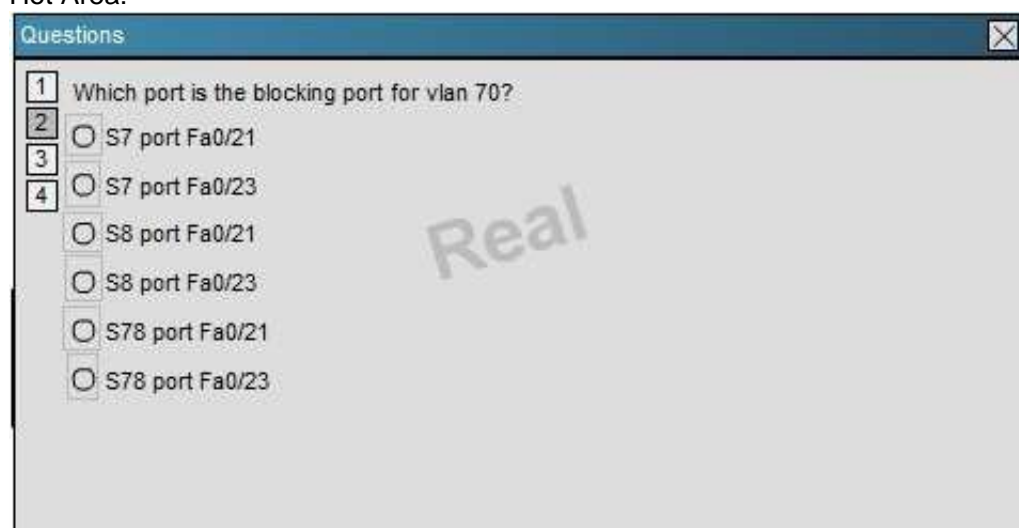 Hot Area:
Questions
1 Which port is the blocking port for vlan 70?
2 S7 port Fa0/21
3
4 S7 port Fa0/23
S8 port Fa0/21
Real
S8 port Fa0/23
S78 port Fa0/21
S78 port Fa0/23